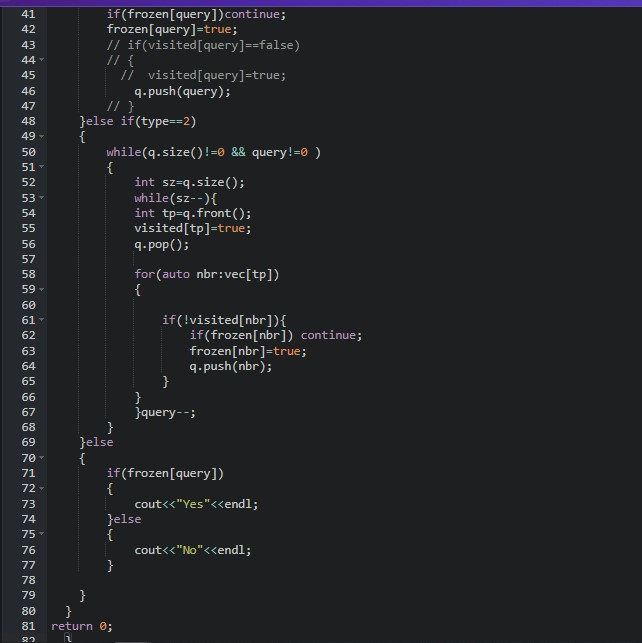 41 if(frozen[query])continue;
42 frozen[query]=true;
43 // if(visited[query]==false)
44 // {
45 // visited[query]=true;
46 q.push(query);
47 // }
48 }else if(type==2)
49 {
50 while(q.size()!=0 && query!=0 )
51 {
52 int sz=q.size();
53 while(sz--){
54 int tp=q.front();
55 visited[tp]=true;
56 q.pop();
57
58 for(auto nbr:vec[tp])
59 {
60
61 if(!visited[nbr]){
62 if(frozen[nbr]) continue;
63 frozen[nbr]=true;
64 q.push(nbr);
65 }
66 }
67 }query--;
68 }
69 }else
70 {
71 if(frozen[query])
72 {
73 cout<<"Yes"<<endl;
74 }else
75 {
76 cout<<"No"<<endl;
77 }
78
79 }
80 }
81 return 0;
82 }